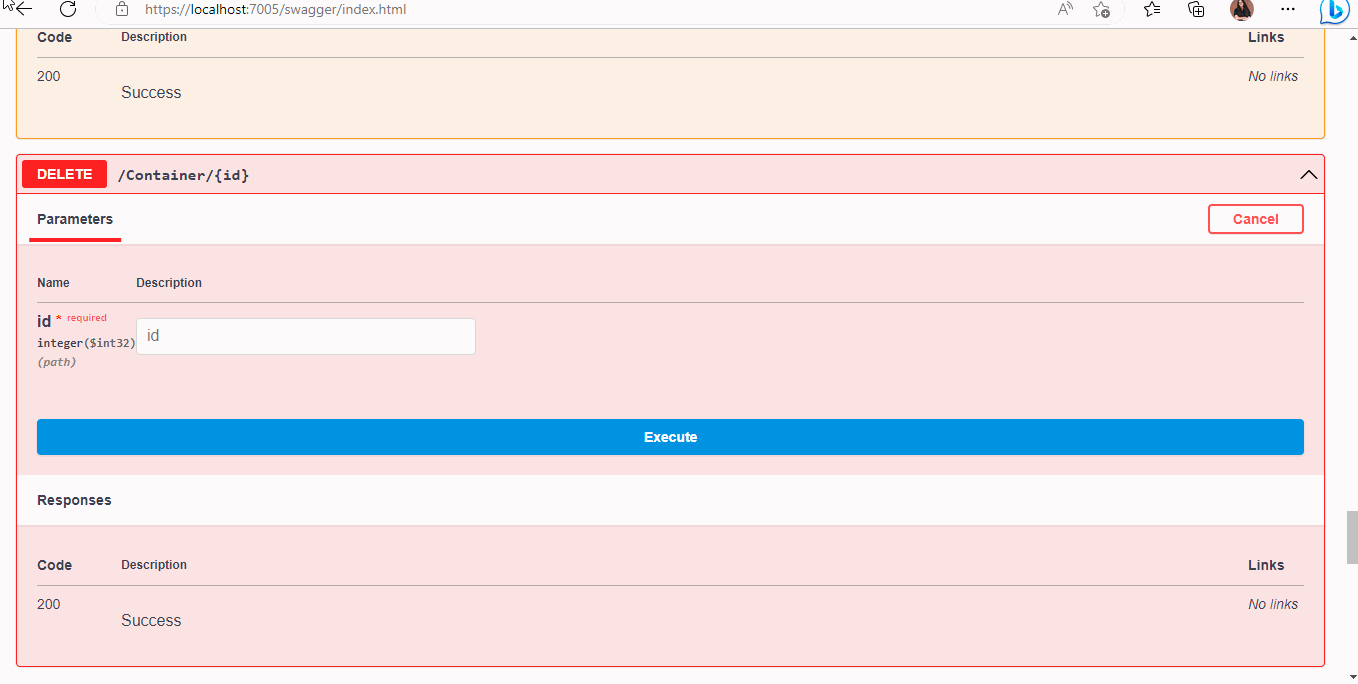 https://localhost:7005/swagger/index.html
Code Description Links
200 No links
Success
DELETE /Container/{id}
Parameters Cancel
Name Description
id * required
integer($int32) id
(path)
Execute
Responses
Code Description Links
200 No links
Success